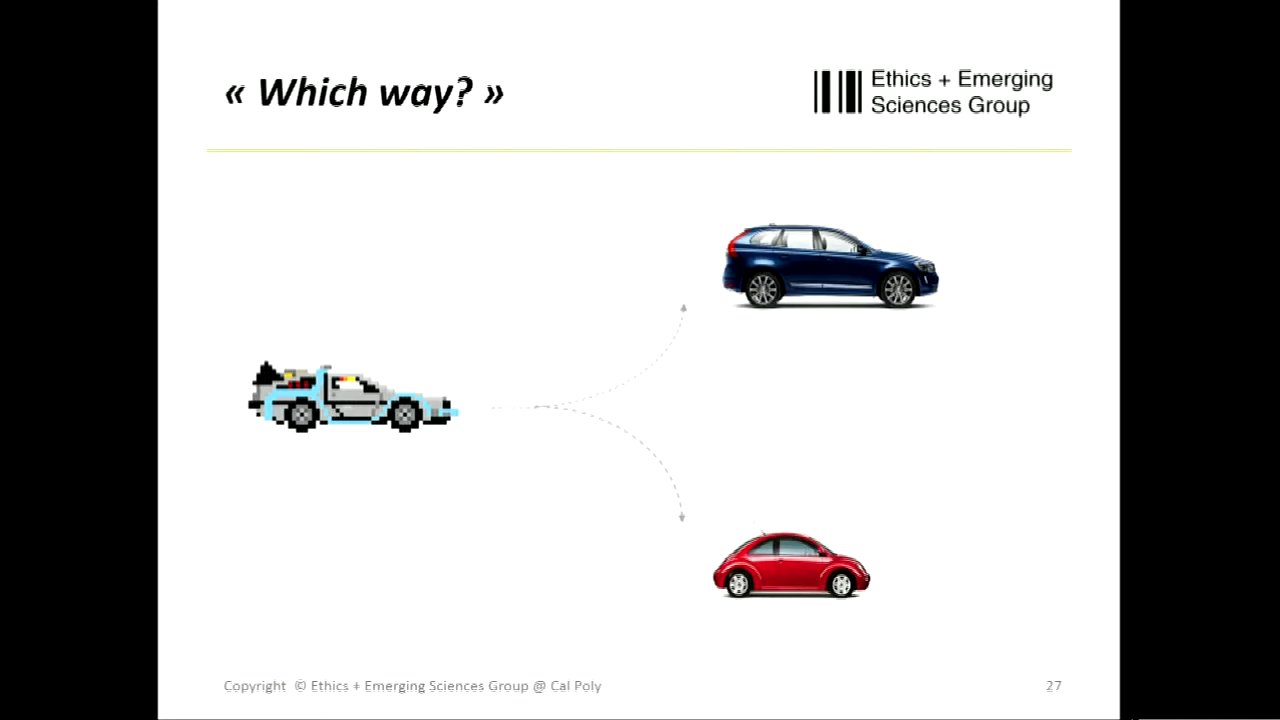 « Which way? »
Ethics + Emerging
Sciences Group
Copyright © Ethics + Emerging Sciences Group @ Cal Poly
27